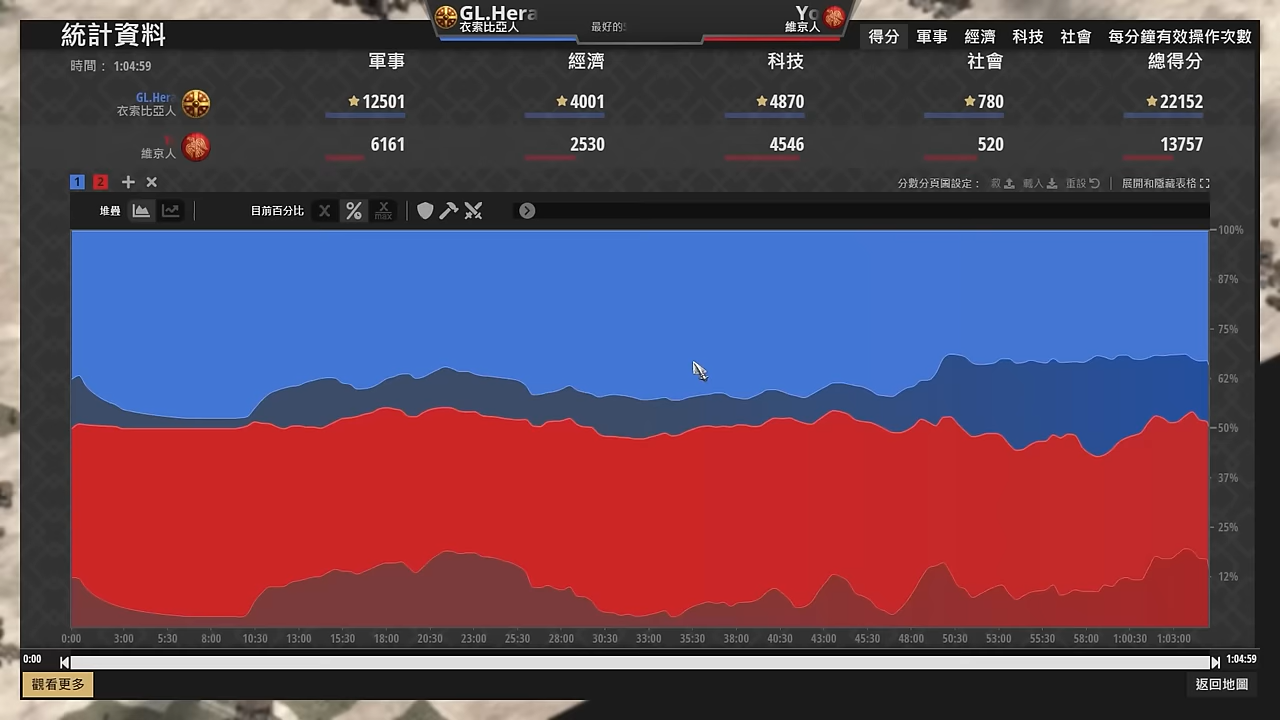 GL.Hera
衣索比亞人
最好的
Yo
維京人
統計資料
得分 軍事 經濟 科技 社會 每分鐘有效操作次數
時間： 1:04:59
軍事 經濟 科技 社會 總得分
GL.Her
衣索比亞人
12501 4001 4870 780 22152
維京人
6161 2530 4546 520 13757
1 2
分數分頁圖設定： 載入 重設 展開和隱藏表格
堆疊 目前百分比 X % X max
100%
87%
75%
62%
50%
37%
25%
12%
0:00 3:00 5:30 8:00 10:30 13:00 15:30 18:00 20:30 23:00 25:30 28:00 30:30 33:00 35:30 38:00 40:30 43:00 45:30 48:00 50:30 53:00 55:30 58:00 1:00:30 1:03:00
0:00 1:04:59
觀看更多 返回地圖